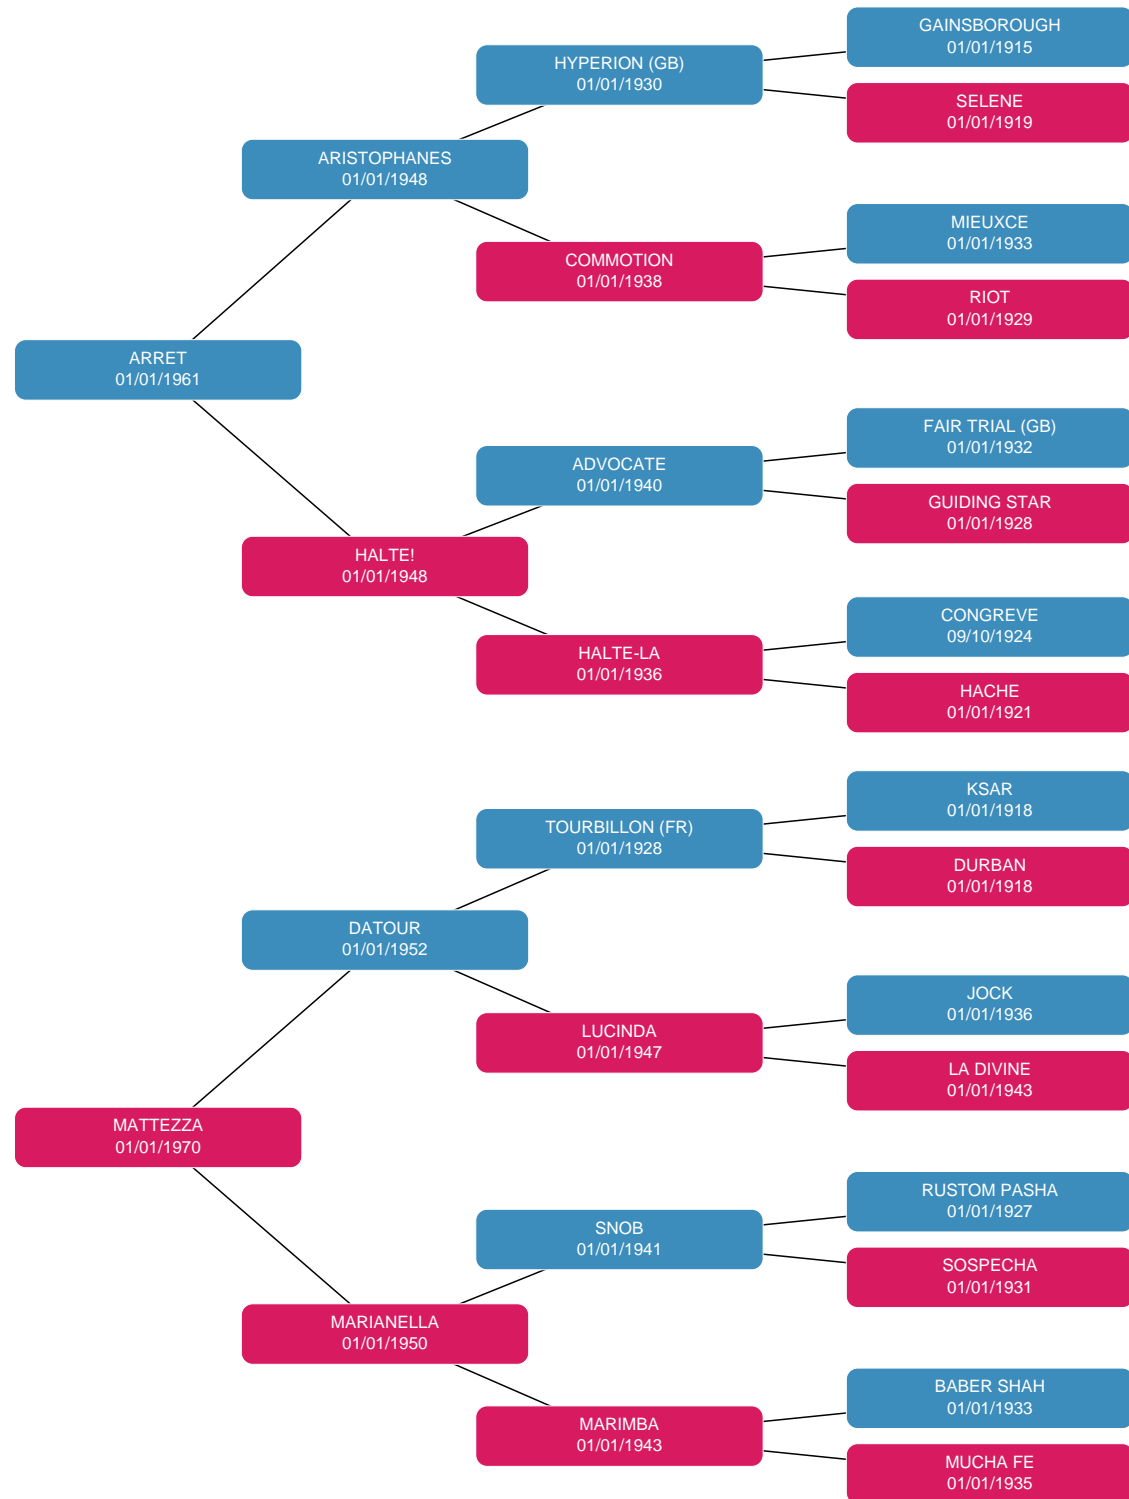 GAINSBOROUGH
01/01/1915
HYPERION (GB)
01/01/1930
SELENE
01/01/1919
ARISTOPHANES
01/01/1948
MIEUXCE
01/01/1933
COMMOTION
01/01/1938
RIOT
01/01/1929
ARRET
01/01/1961
FAIR TRIAL (GB)
01/01/1932
ADVOCATE
01/01/1940
GUIDING STAR
01/01/1928
HALTE!
01/01/1948
CONGREVE
09/10/1924
HALTE-LA
01/01/1936
HACHE
01/01/1921
KSAR
01/01/1918
TOURBILLON (FR)
01/01/1928
DURBAN
01/01/1918
DATOUR
01/01/1952
JOCK
01/01/1936
LUCINDA
01/01/1947
LA DIVINE
01/01/1943
MATTEZZA
01/01/1970
RUSTOM PASHA
01/01/1927
SNOB
01/01/1941
SOSPECHA
01/01/1931
MARIANELLA
01/01/1950
BABER SHAH
01/01/1933
MARIMBA
01/01/1943
MUCHA FE
01/01/1935